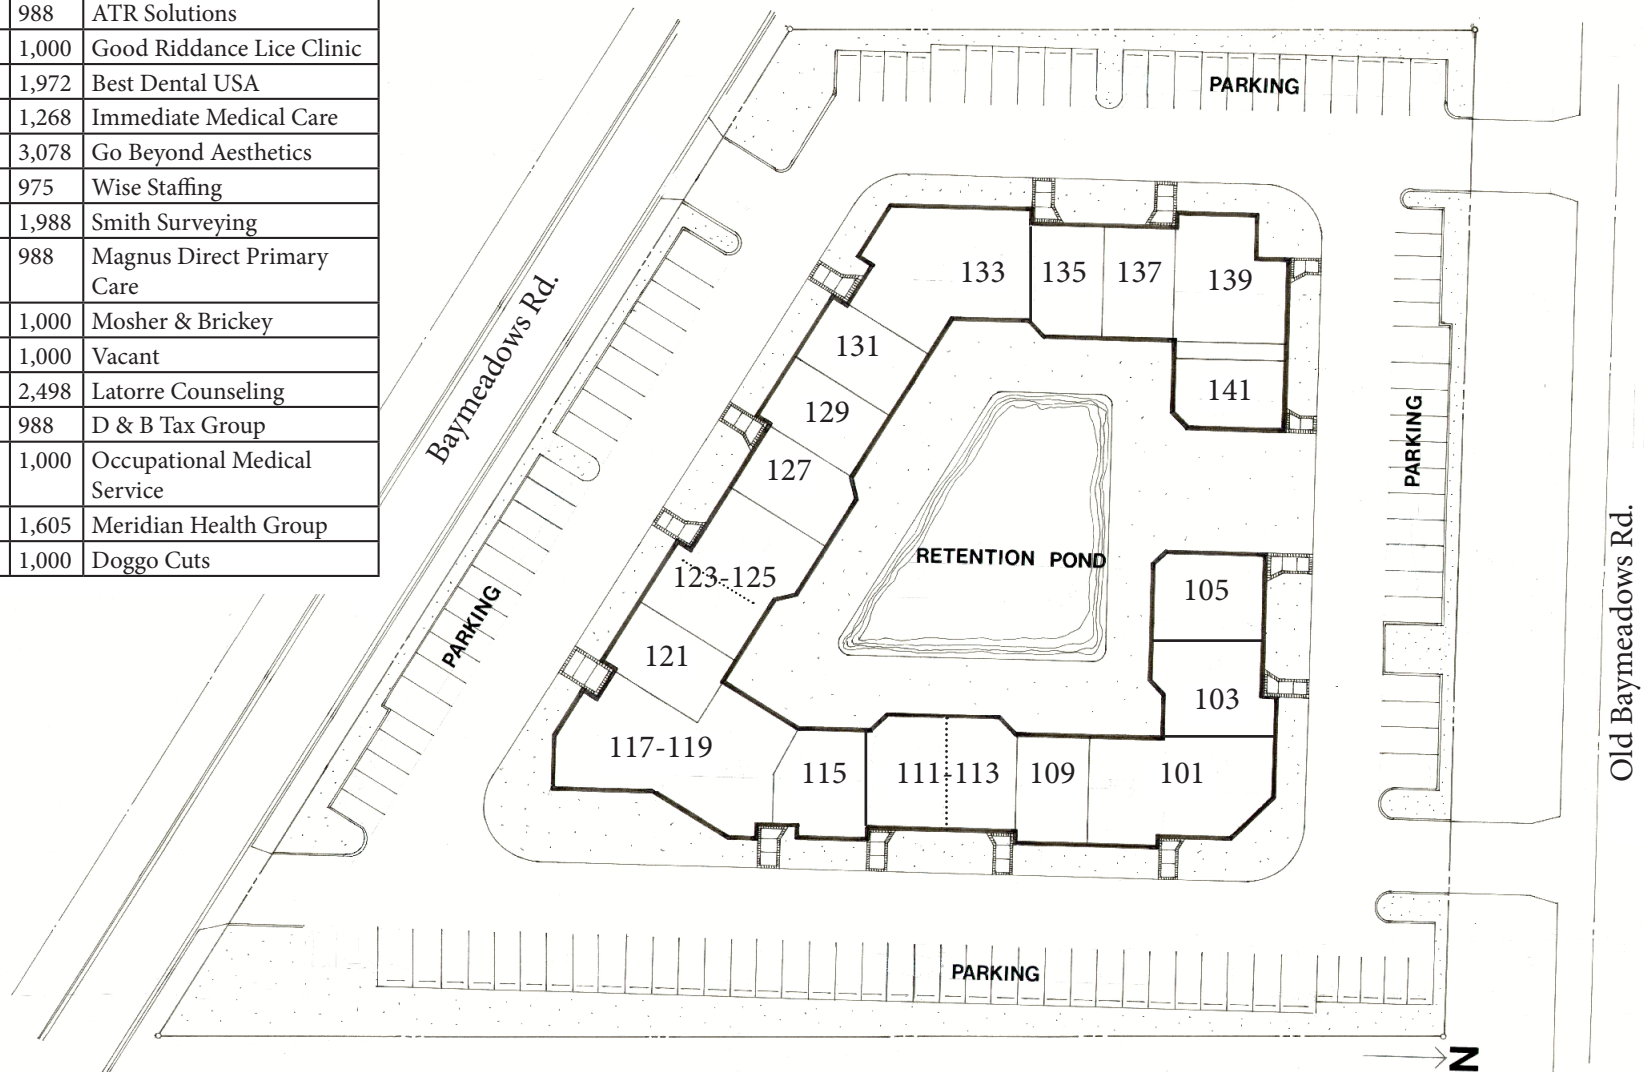 988 ATR Solutions
1,000 Good Riddance Lice Clinic
1,972 Best Dental USA
1,268 Immediate Medical Care
3,078 Go Beyond Aesthetics
975 Wise Staffing
1,988 Smith Surveying
988 Magnus Direct Primary
Care
1,000 Mosher & Brickey
1,000 Vacant
2,498 Latorre Counseling
988 D & B Tax Group
1,000 Occupational Medical
Service
1,605 Meridian Health Group
1,000 Doggo Cuts
PARKING
Baymeadows Rd.
133 135 137 139
131
141
129
127
PARKING
RETENTION POND
123-125
105
PARKING
121
103
117-119
115 111-113 109 101
Old Baymeadows Rd.
PARKING
N